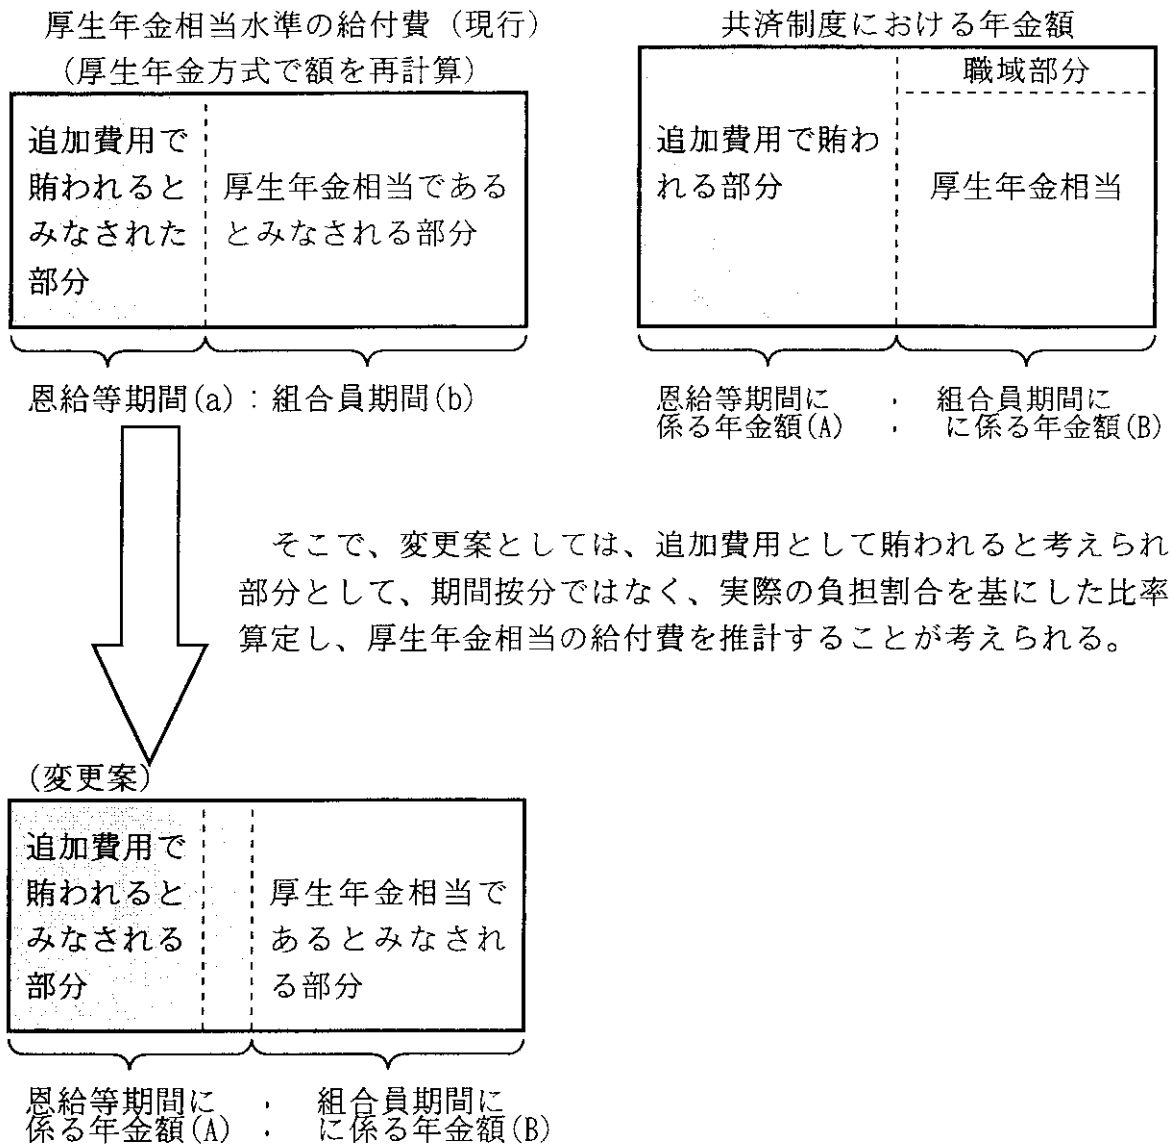 厚生年金相当水準の給付費（現行）
（厚生年金方式で額を再計算）
追加費用で
賄われると
みなされた
部分
厚生年金相当である
とみなされる部分
恩給等期間(a)：組合員期間(b)
共済制度における年金額
職域部分
追加費用で賄わ
れる部分
厚生年金相当
恩給等期間に ： 組合員期間に
係る年金額(A) に係る年金額(B)
そこで、変更案としては、追加費用として賄われると考えられ
部分として、期間按分ではなく、実際の負担割合を基にした比率
算定し、厚生年金相当の給付費を推計することが考えられる。
（変更案）
追加費用で
賄われると
みなされる
部分
厚生年金相当で
あるとみなされ
る部分
恩給等期間に ： 組合員期間に
係る年金額(A) に係る年金額(B)